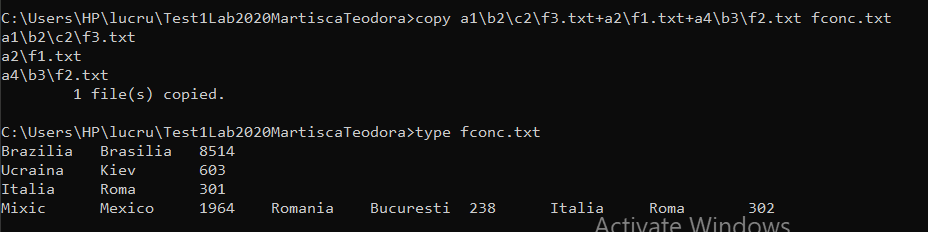 C:\Users\HP\lucru\Test1Lab2020MartiscaTeodora>copy a1\b2\c2\f3.txt+a2\f1.txt+a4\b3\f2.txt fconc.txt
a1\b2\c2\f3.txt
a2\f1.txt
a4\b3\f2.txt
        1 file(s) copied.

C:\Users\HP\lucru\Test1Lab2020MartiscaTeodora>type fconc.txt
Brazilia   Brasilia   8514
Ucraina    Kiev       603
Italia     Roma       301
Mixic      Mexico     1964    Romania    Bucuresti  238      Italia     Roma       302
Activate Windows